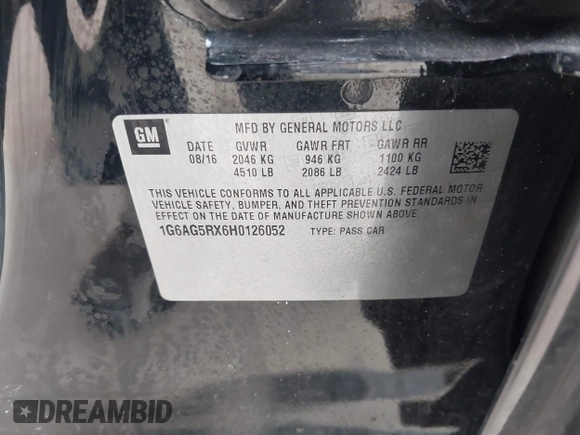 GM
MFD BY GENERAL MOTORS LLC
DATE GVWR GAWR FRT GAWR RR
08/16 2046 KG 946 KG 1100 KG
4510 LB 2086 LB 2424 LB
THIS VEHICLE CONFORMS TO ALL APPLICABLE U.S. FEDERAL MOTOR
VEHICLE SAFETY, BUMPER, AND THEFT PREVENTION STANDARDS IN
EFFECT ON THE DATE OF MANUFACTURE SHOWN ABOVE.
1G6AG5RX6H0126052 TYPE: PASS CAR
DREAMBID